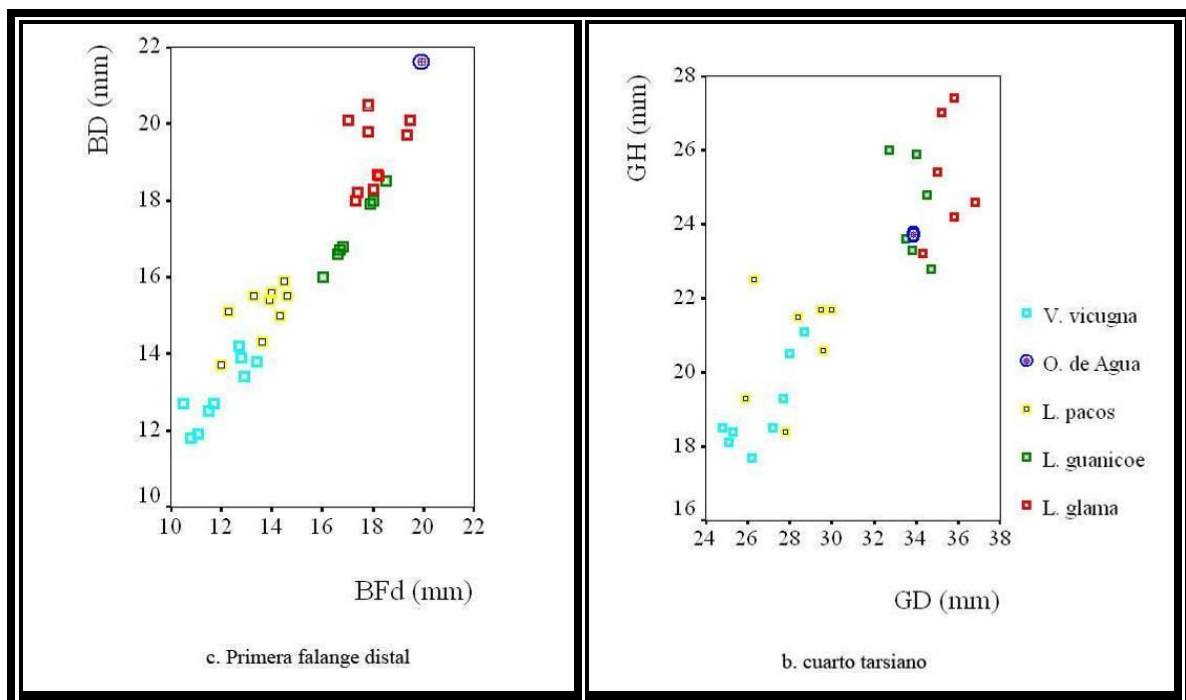 BD (mm)
22
20
18
16
14
12
10
10 12 14 16 18 20 22
BFd (mm)
c. Primera falange distal
GH (mm)
28
26
24
22
20
18
16
24 26 28 30 32 34 36 38
GD (mm)
b. cuarto tarsiano
V. vicugna
O. de Agua
L. pacos
L. guanicoe
L. glama